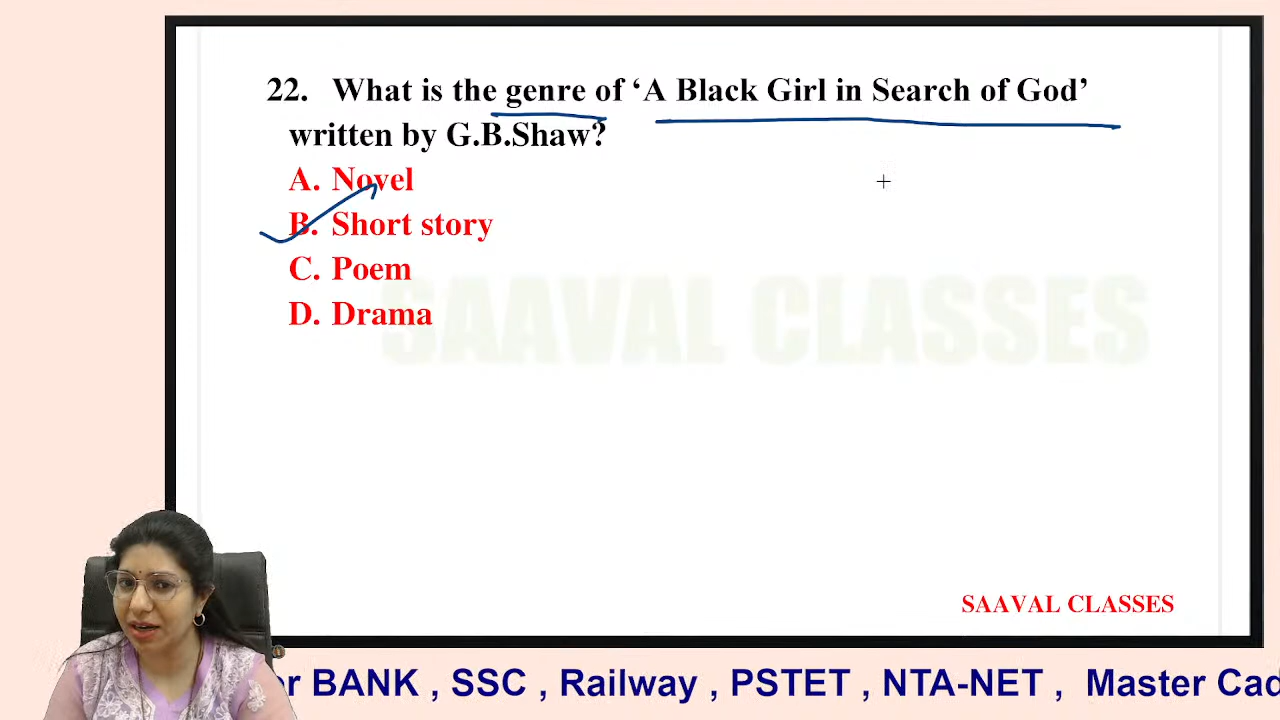 22. What is the genre of ‘A Black Girl in Search of God’
written by G.B.Shaw?
A. Novel
B. Short story
C. Poem
D. Drama
SAAVAL CLASSES
SAAVAL CLASSES
or BANK , SSC , Railway , PSTET , NTA-NET , Master Cad